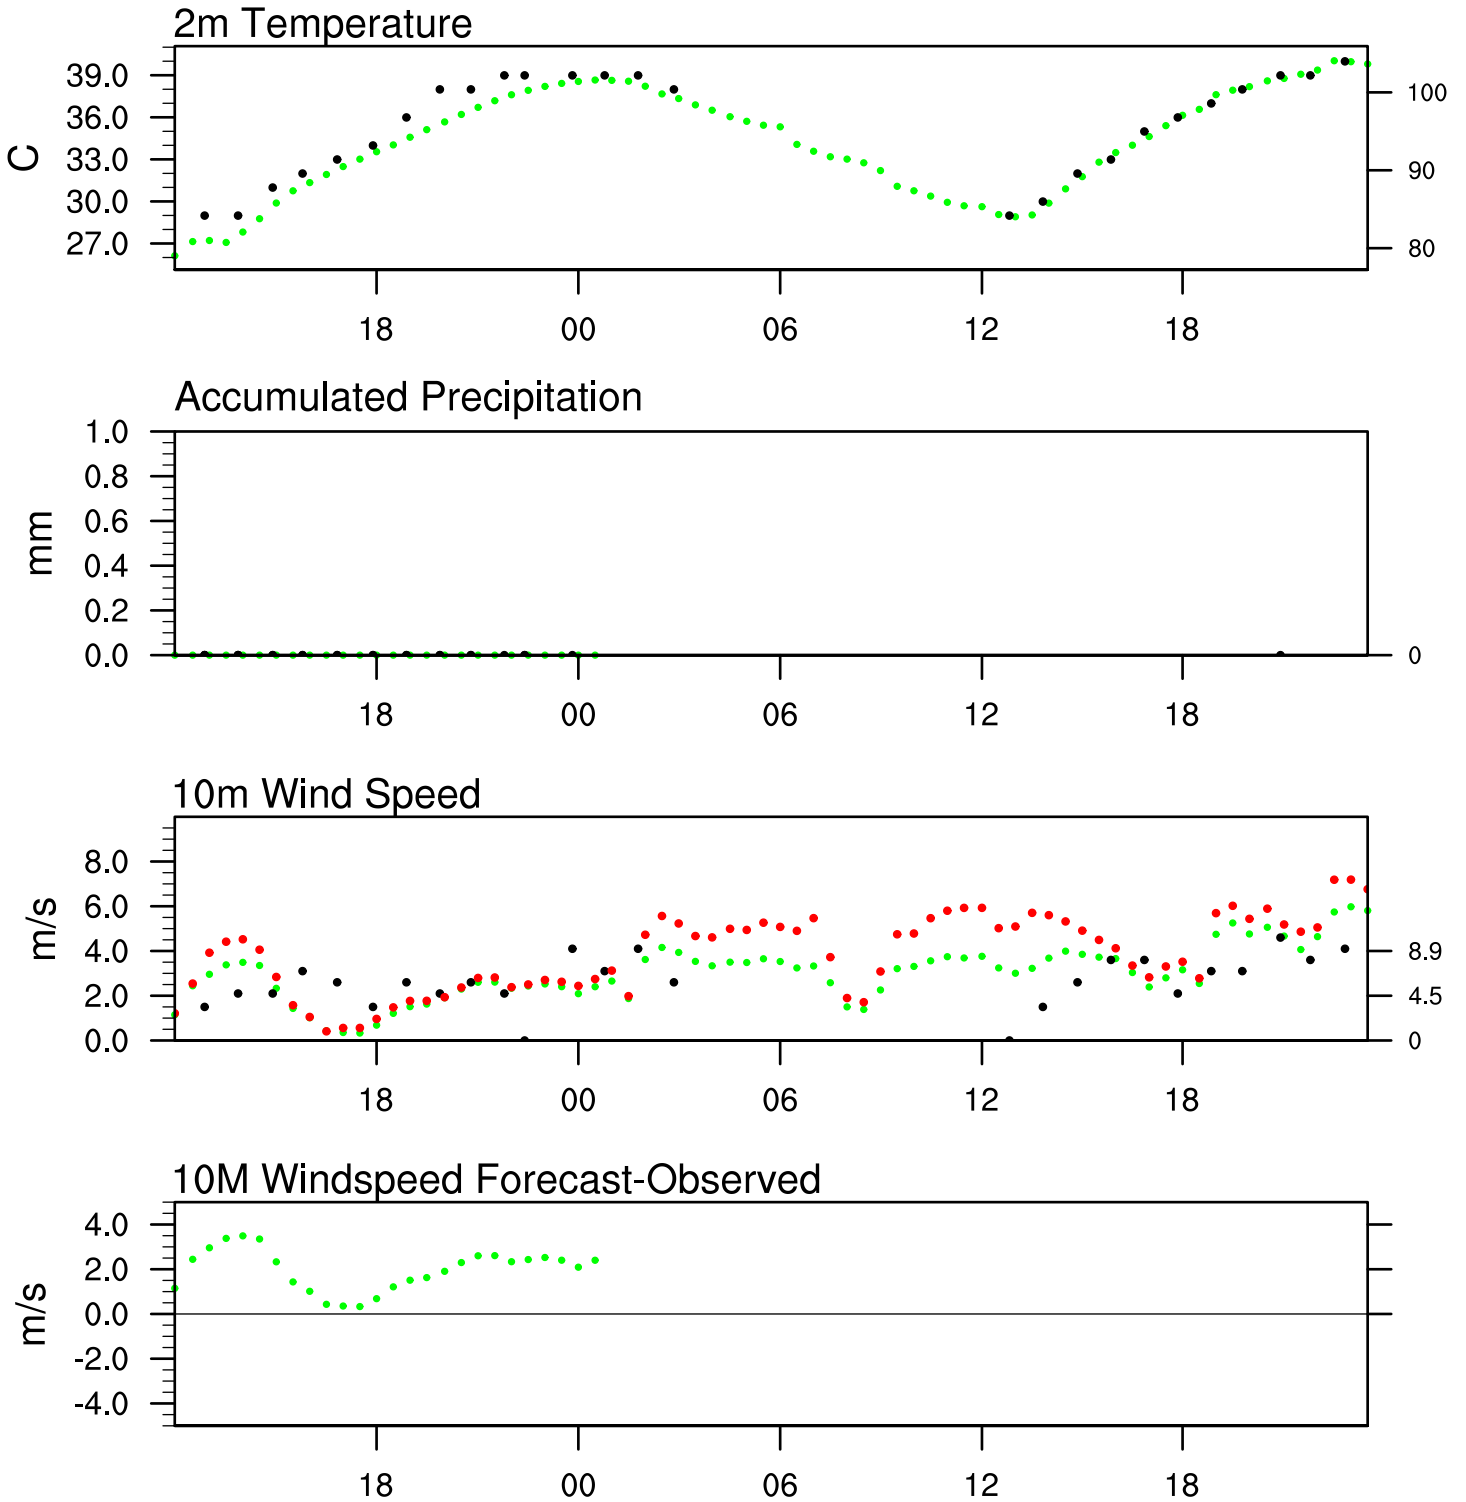 2m Temperature
39.0
36.0
33.0
30.0
27.0
C
100
90
80
18 00 06 12 18
Accumulated Precipitation
1.0
0.8
0.6
0.4
0.2
0.0
mm
0
18 00 06 12 18
10m Wind Speed
8.0
6.0
4.0
2.0
0.0
m/s
8.9
4.5
0
18 00 06 12 18
10M Windspeed Forecast-Observed
4.0
2.0
0.0
-2.0
-4.0
m/s
18 00 06 12 18